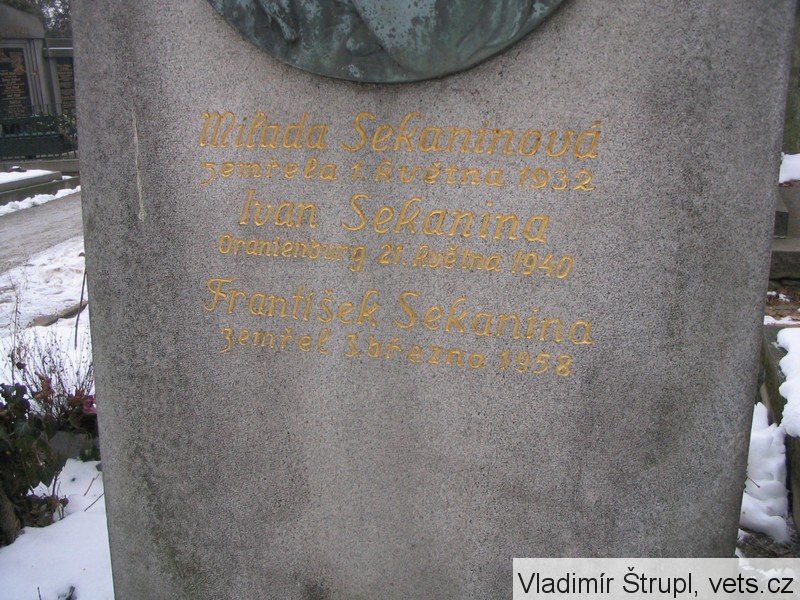 Milada Sekaninová
zemřela 1. května 1932
Ivan Sekanina
Oranienburg 21. května 1940
František Sekanina
zemřel 3. března 1958
Vladimír Štrupl, vets.cz